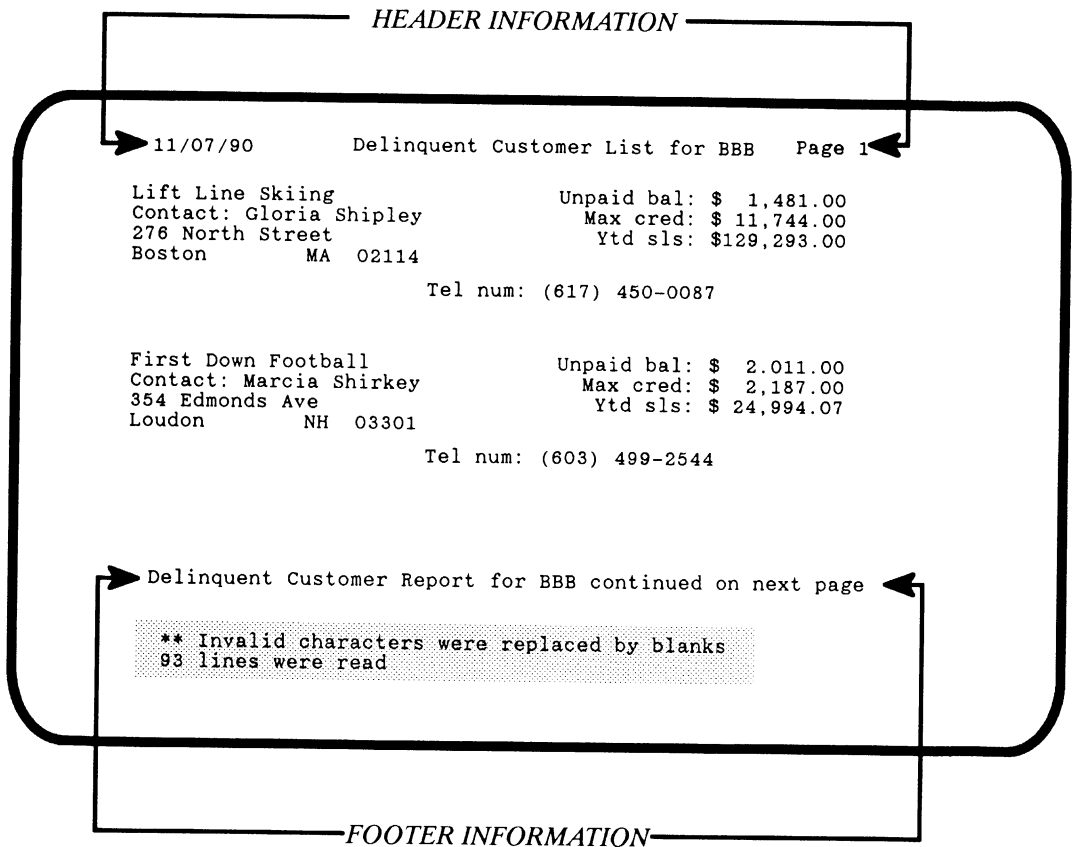 HEADER INFORMATION
11/07/90 Delinquent Customer List for BBB Page 1
Lift Line Skiing Unpaid bal: $ 1,481.00
Contact: Gloria Shipley Max cred: $ 11,744.00
276 North Street Ytd sls: $129,293.00
Boston MA 02114
Tel num: (617) 450-0087
First Down Football Unpaid bal: $ 2.011.00
Contact: Marcia Shirkey Max cred: $ 2,187.00
354 Edmonds Ave Ytd sls: $ 24,994.07
Loudon NH 03301
Tel num: (603) 499-2544
Delinquent Customer Report for BBB continued on next page
** Invalid characters were replaced by blanks
93 lines were read
FOOTER INFORMATION